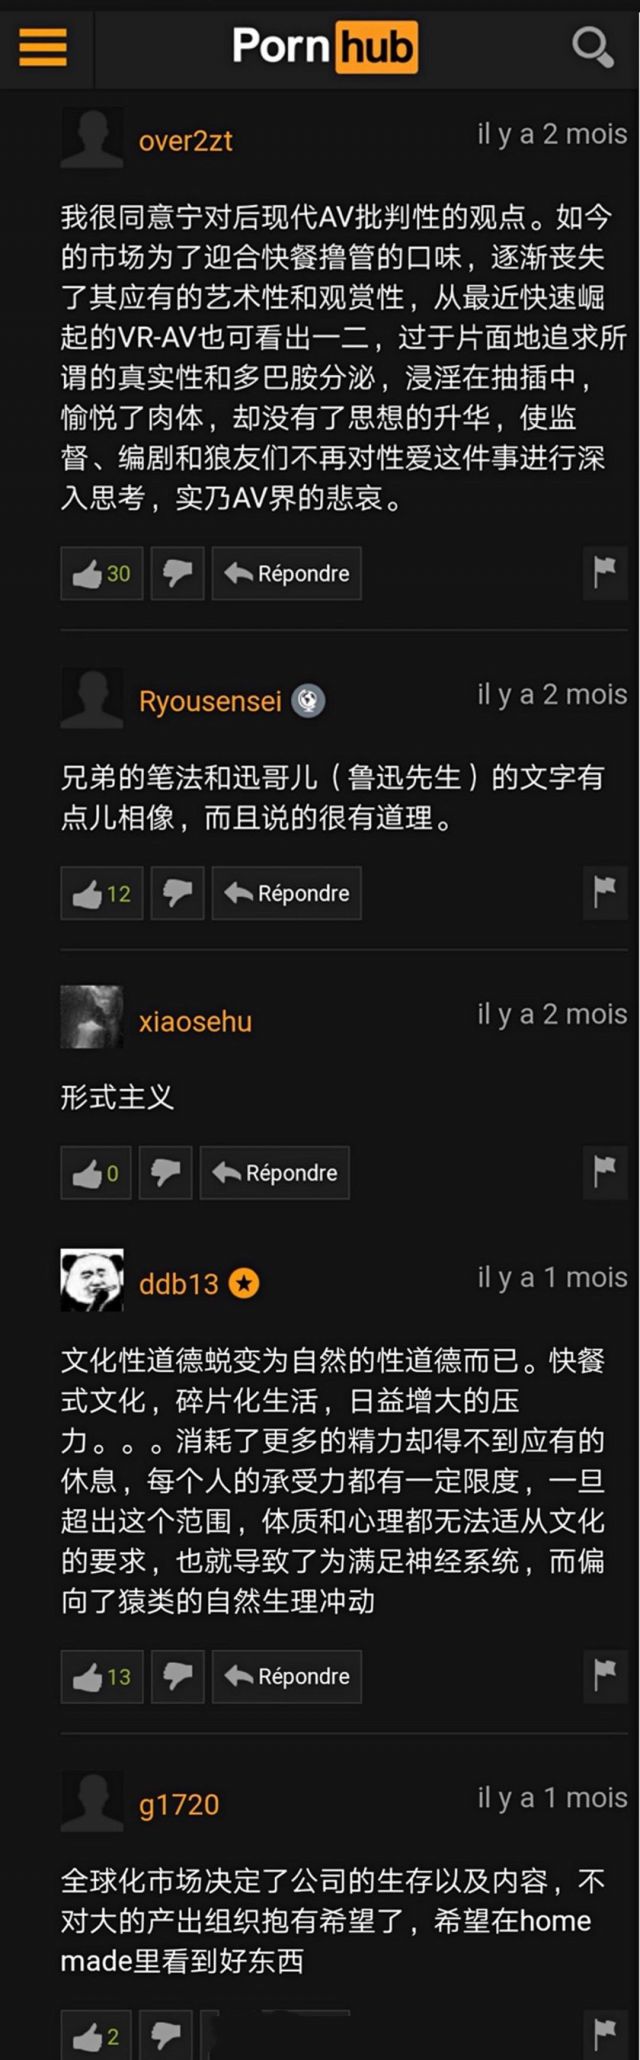 Pornhub
over2zt
il y a 2 mois
我很同意宁对后现代AV批判性的观点。如今
的市场为了迎合快餐撸管的口味，逐渐丧失
了其应有的艺术性和观赏性，从最近快速崛
起的VR-AV也可看出一二，过于片面地追求所
谓的真实性和多巴胺分泌，浸淫在抽插中，
愉悦了肉体，却没有了思想的升华，使监
督、编剧和狼友们不再对性爱这件事进行深
入思考，实乃AV界的悲哀。
30
Répondre
Ryousensei
il y a 2 mois
兄弟的笔法和迅哥儿（鲁迅先生）的文字有
点儿相像，而且说的很有道理。
12
Répondre
xiaosehu
il y a 2 mois
形式主义
0
Répondre
ddb13
il y a 1 mois
文化性道德蜕变为自然的性道德而已。快餐
式文化，碎片化生活，日益增大的压
力。。。消耗了更多的精力却得不到应有的
休息，每个人的承受力都有一定限度，一旦
超出这个范围，体质和心理都无法适从文化
的要求，也就导致了为满足神经系统，而偏
向了猿类的自然生理冲动
13
Répondre
g1720
il y a 1 mois
全球化市场决定了公司的生存以及内容，不
对大的产出组织抱有希望了，希望在home
made里看到好东西
2